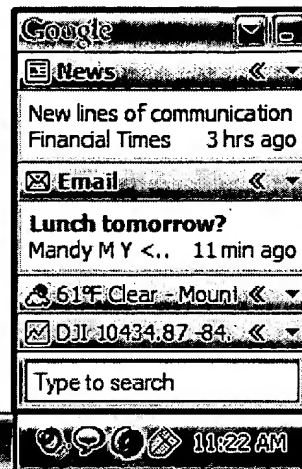 Google
News
New lines of communication
Financial Times 3 hrs ago
Email
Lunch tomorrow?
Mandy M Y <.. 11 min ago
61°F Clear - Mount
DJI 10434.87 -84.
Type to search
11:22 AM